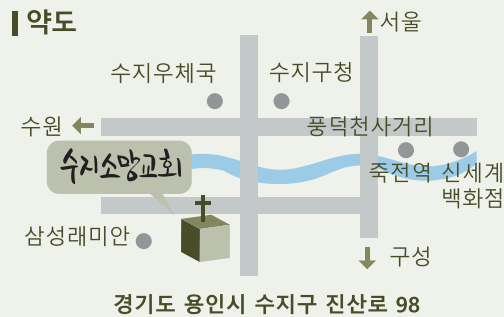 약도
서울
수지우체국
수지구청
수원
풍덕천사거리
수지소망교회
죽전역
신세계
백화점
삼성래미안
구성
경기도 용인시 수지구 진산로 98